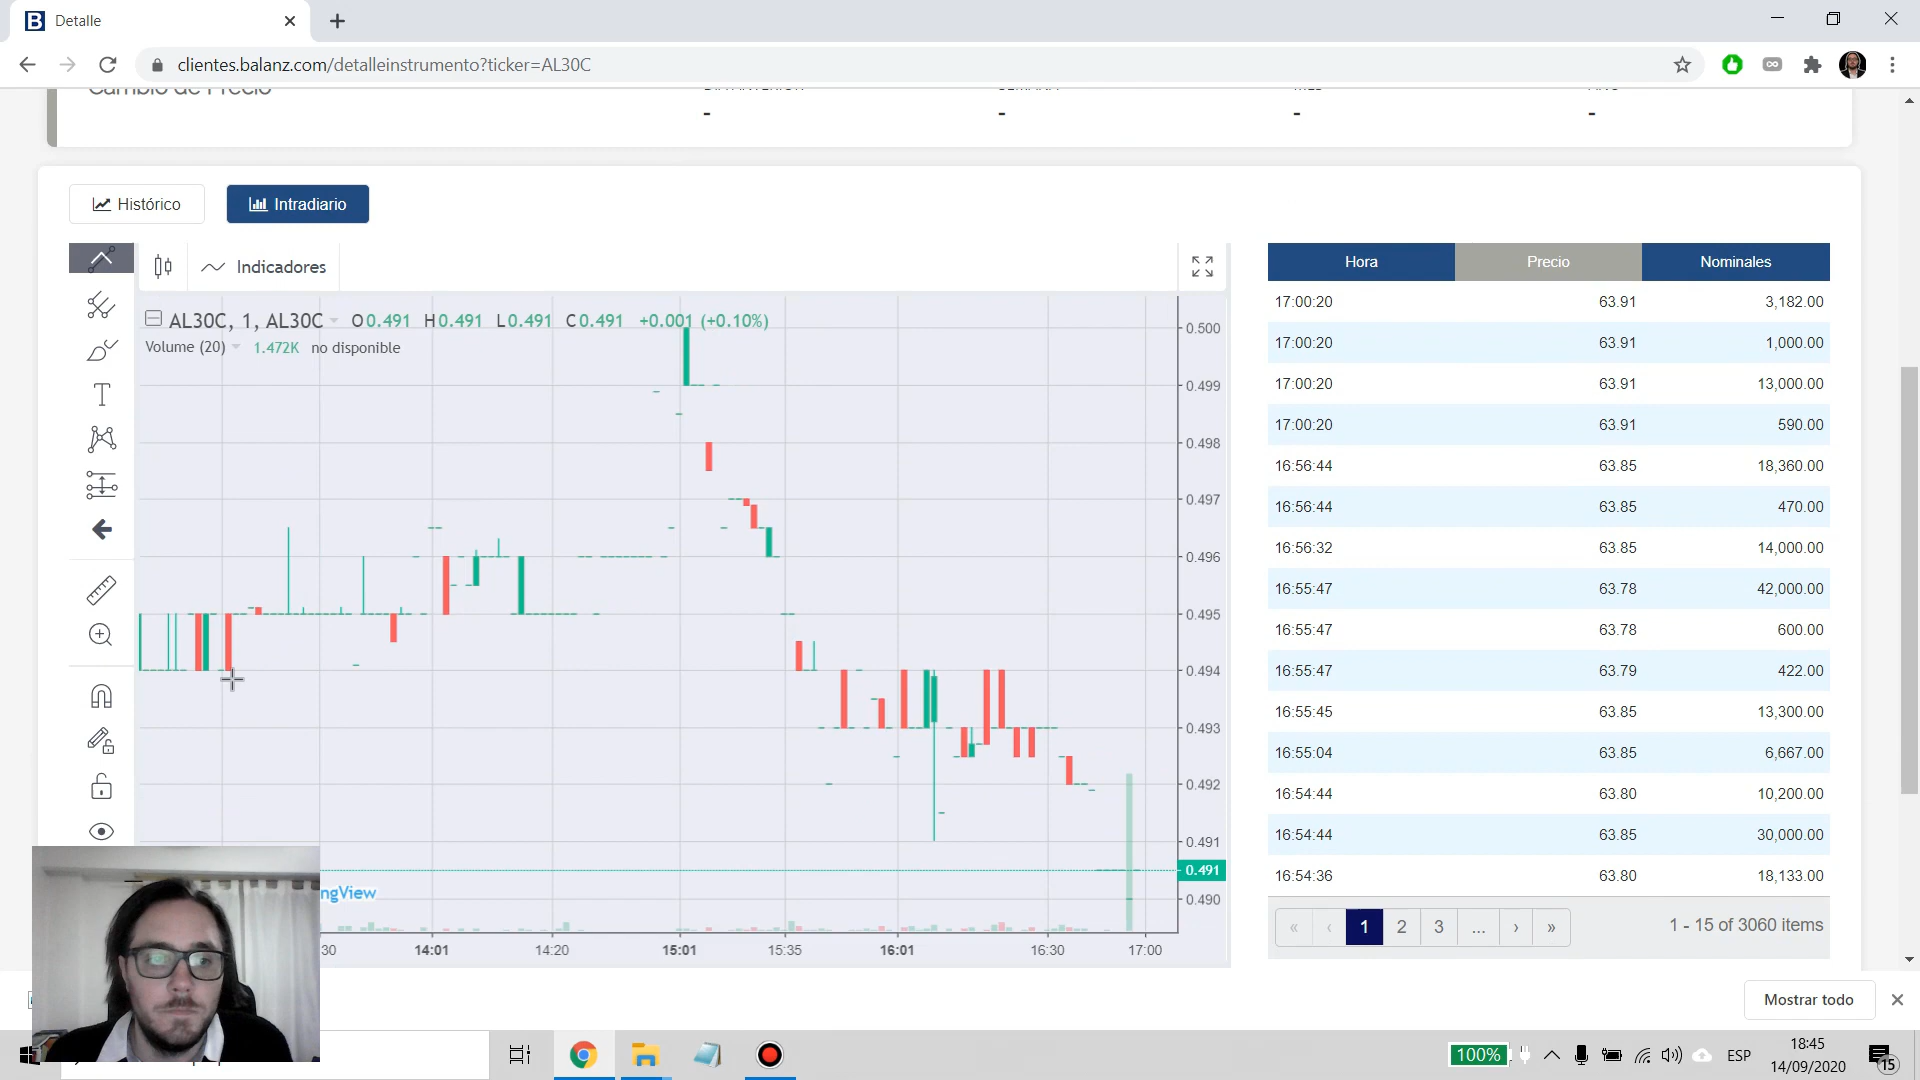 Detalle
clientes.balanz.com/detalleinstrumento?ticker=AL30C
Cambio de Precio
- - - -
Histórico
Intradiario
Indicadores
AL30C, 1, AL30C O0.491 H0.491 L0.491 C0.491 +0.001 (+0.10%)
Volume (20) 1.472K no disponible
0.500
0.499
0.498
0.497
0.496
0.495
0.494
0.493
0.492
0.491
0.491
0.490
ngView
30 14:01 14:20 15:01 15:35 16:01 16:30 17:00
Hora Precio Nominales
17:00:20 63.91 3,182.00
17:00:20 63.91 1,000.00
17:00:20 63.91 13,000.00
17:00:20 63.91 590.00
16:56:44 63.85 18,360.00
16:56:44 63.85 470.00
16:56:32 63.85 14,000.00
16:55:47 63.78 42,000.00
16:55:47 63.78 600.00
16:55:47 63.79 422.00
16:55:45 63.85 13,300.00
16:55:04 63.85 6,667.00
16:54:44 63.80 10,200.00
16:54:44 63.85 30,000.00
16:54:36 63.80 18,133.00
« ‹ 1 2 3 ... › » 1 - 15 of 3060 items
Mostrar todo
100% ESP 18:45
14/09/2020
15